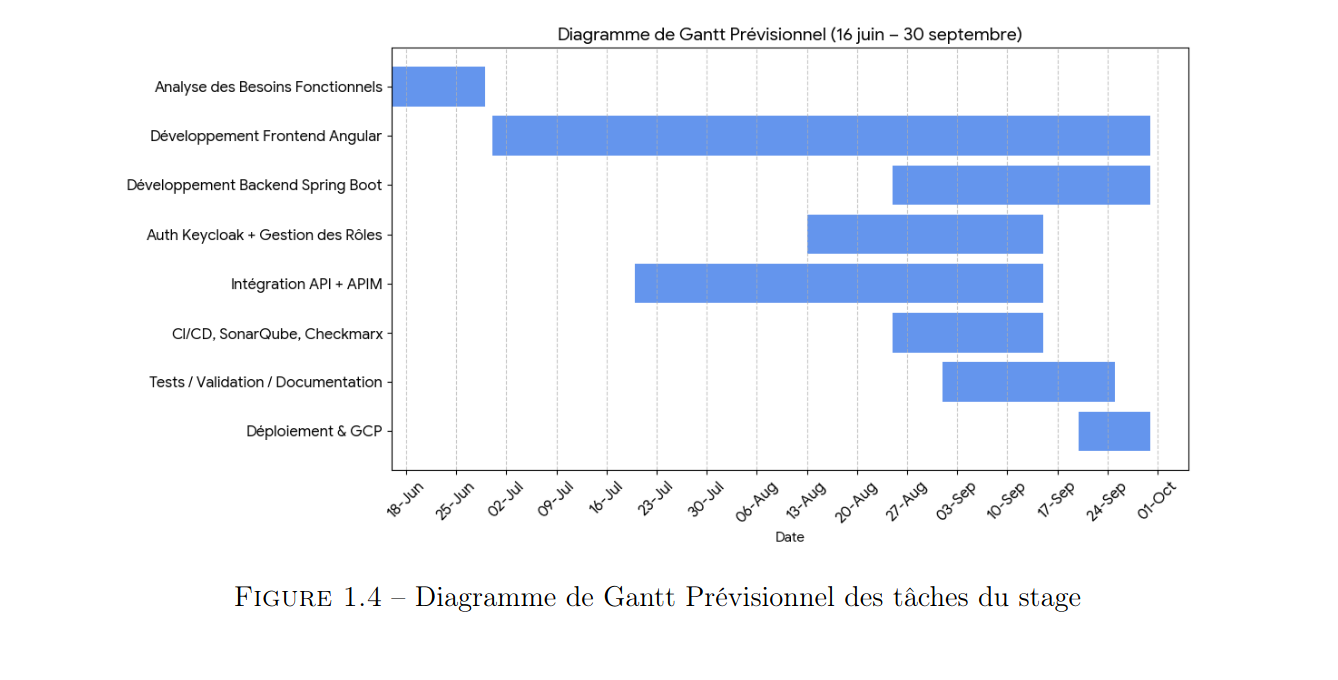 Diagramme de Gantt Prévisionnel (16 juin – 30 septembre)
Analyse des Besoins Fonctionnels
Développement Frontend Angular
Développement Backend Spring Boot
Auth Keycloak + Gestion des Rôles
Intégration API + APIM
CI/CD, SonarQube, Checkmarx
Tests / Validation / Documentation
Déploiement & GCP
18-Jun 25-Jun 02-Jul 09-Jul 16-Jul 23-Jul 30-Jul 06-Aug 13-Aug 20-Aug 27-Aug 03-Sep 10-Sep 17-Sep 24-Sep 01-Oct
Date
FIGURE 1.4 – Diagramme de Gantt Prévisionnel des tâches du stage